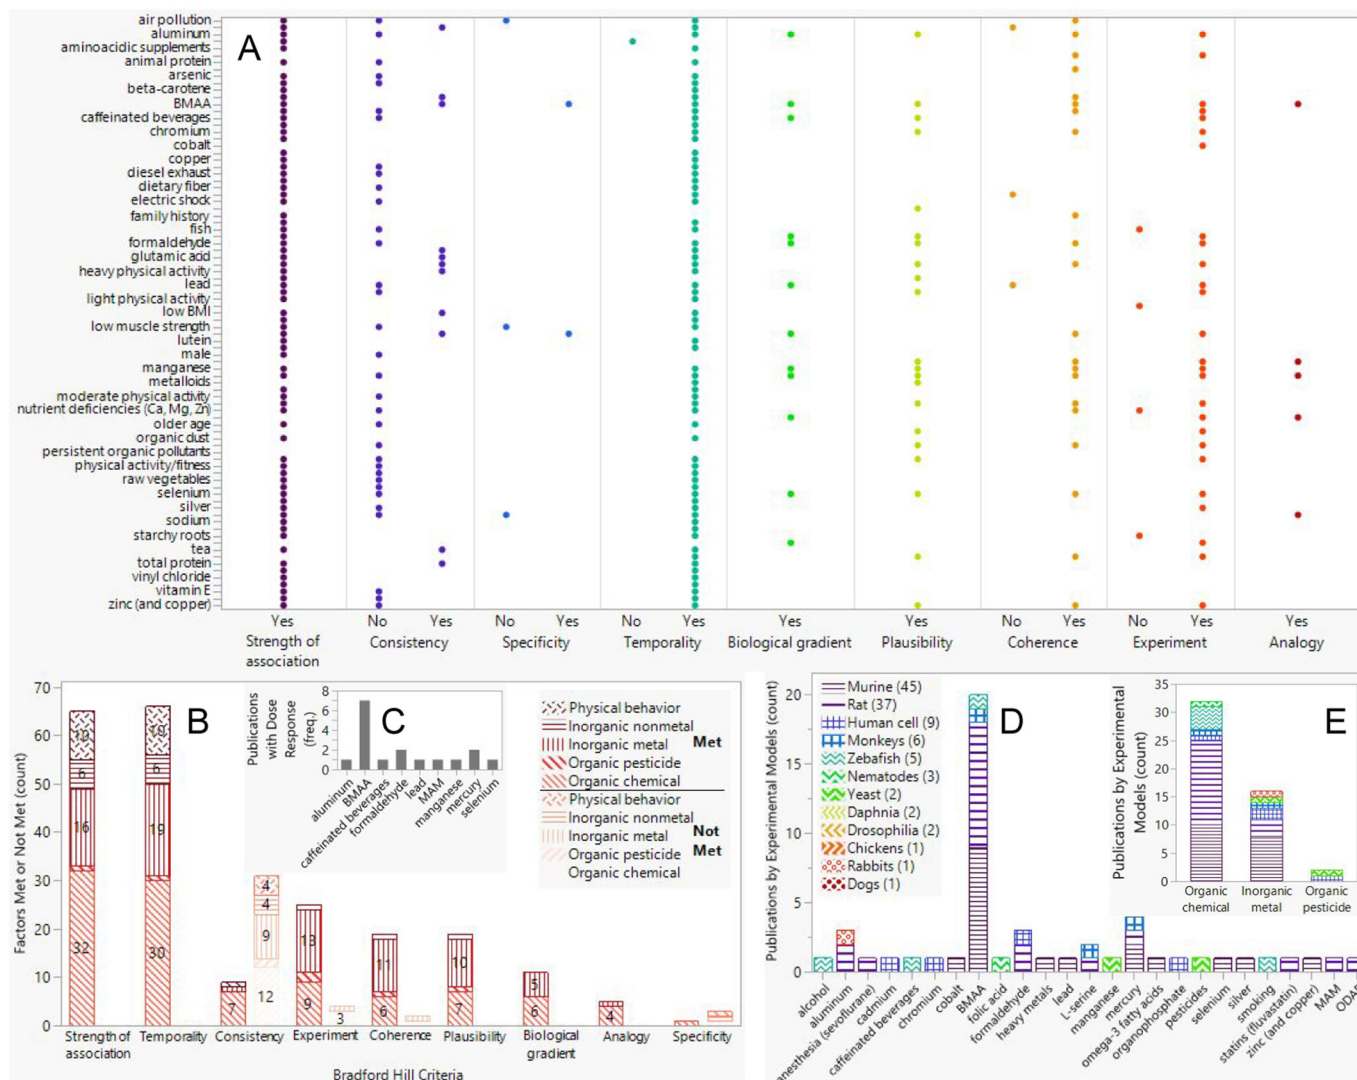 A
air pollution
aluminum
aminoacidic supplements
animal protein
arsenic
beta-carotene
BMAA
caffeinated beverages
chromium
cobalt
copper
diesel exhaust
dietary fiber
electric shock
family history
fish
formaldehyde
glutamic acid
heavy physical activity
lead
light physical activity
low BMI
low muscle strength
lutein
male
manganese
metalloids
moderate physical activity
nutrient deficiencies (Ca, Mg, Zn)
older age
organic dust
persistent organic pollutants
physical activity/fitness
raw vegetables
selenium
silver
sodium
starchy roots
tea
total protein
vinyl chloride
vitamin E
zinc (and copper)
Yes No Yes No Yes No Yes Yes Yes No Yes No Yes Yes
Strength of association Consistency Specificity Temporality Biological gradient Plausibility Coherence Experiment Analogy
B
Factors Met or Not Met (count)
70
60
50
40
30
20
10
0
10 6 16 32
10 6 19 30
7
4 4 9 12
13 9
3
11 6
10 7
5 6
4
Strength of association Temporality Consistency Experiment Coherence Plausibility Biological gradient Analogy Specificity
Bradford Hill Criteria
C
Publications
with Dose
Response
(freq.)
8
6
4
2
0
aluminum
BMAA
caffeinated beverages
formaldehyde
lead
MAM
manganese
mercury
selenium
Physical behavior
Inorganic nonmetal
Inorganic metal Met
Organic pesticide
Organic chemical
Physical behavior
Inorganic nonmetal
Inorganic metal Not
Organic pesticide Met
Organic chemical
D
Publications by Experimental Models (count)
20
15
10
5
0
Murine (45)
Rat (37)
Human cell (9)
Monkeys (6)
Zebafish (5)
Nematodes (3)
Yeast (2)
Daphnia (2)
Drosophilia (2)
Chickens (1)
Rabbits (1)
Dogs (1)
alcohol
aluminum
anesthesia (sevoflurane)
cadmium
caffeinated beverages
chromium
cobalt
BMAA
folic acid
formaldehyde
heavy metals
lead
L-serine
manganese
mercury
omega-3 fatty acids
organophosphate
pesticides
selenium
silver
smoking
statins (fluvastatin)
zinc (and copper)
MAM
E
Publications by Experimental
Models (count)
35
30
25
20
15
10
5
0
Organic chemical
Inorganic metal
Organic pesticide